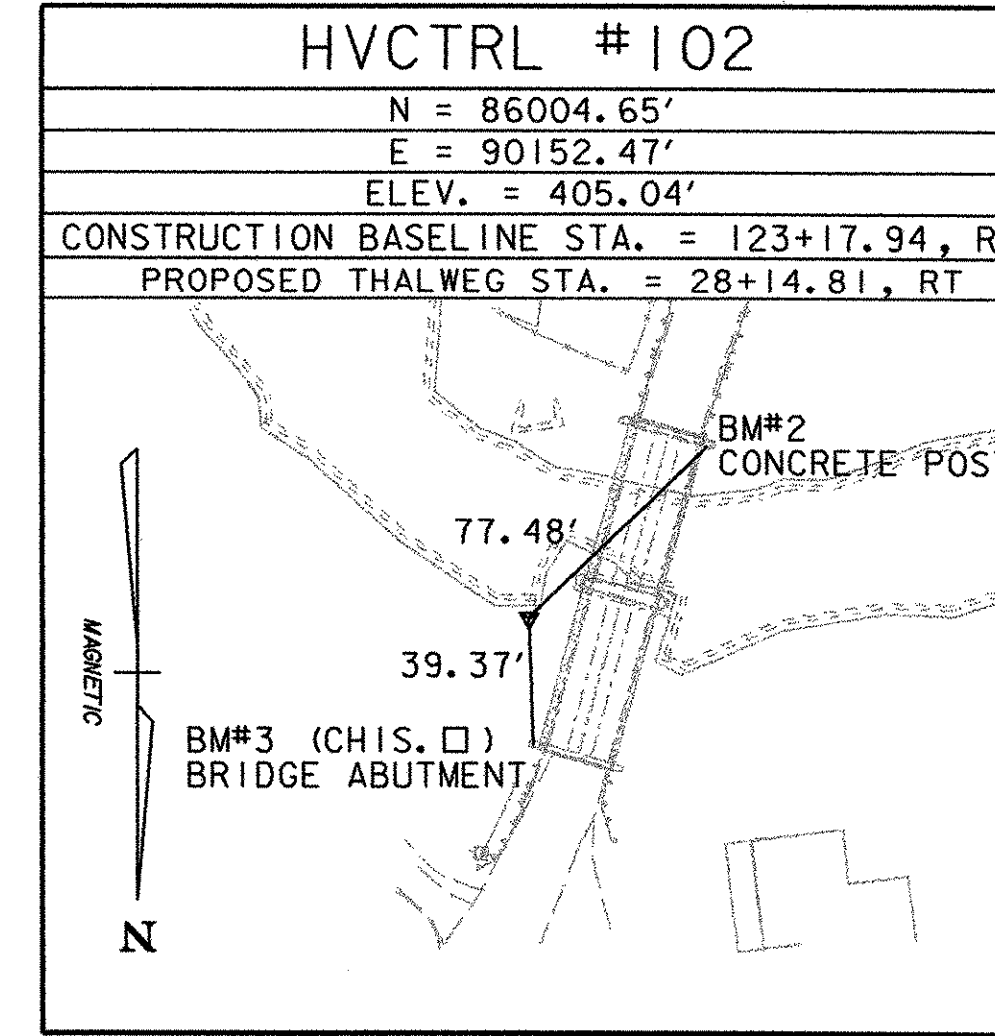 HVCTRL #102
N = 86004.65'
E = 90152.47'
ELEV. = 405.04'
CONSTRUCTION BASELINE STA. = 123+17.94, R
PROPOSED THALWEG STA. = 28+14.81, RT
BM#2
CONCRETE POS
77.48'
39.37'
MAGNETIC
BM#3 (CHIS. □)
BRIDGE ABUTMENT
N